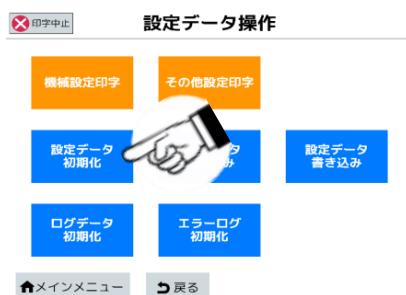 印字中止
設定データ操作
機械設定印字
その他設定印字
設定データ
初期化
タ
み
設定データ
書き込み
ログデータ
初期化
エラーログ
初期化
メインメニュー
戻る